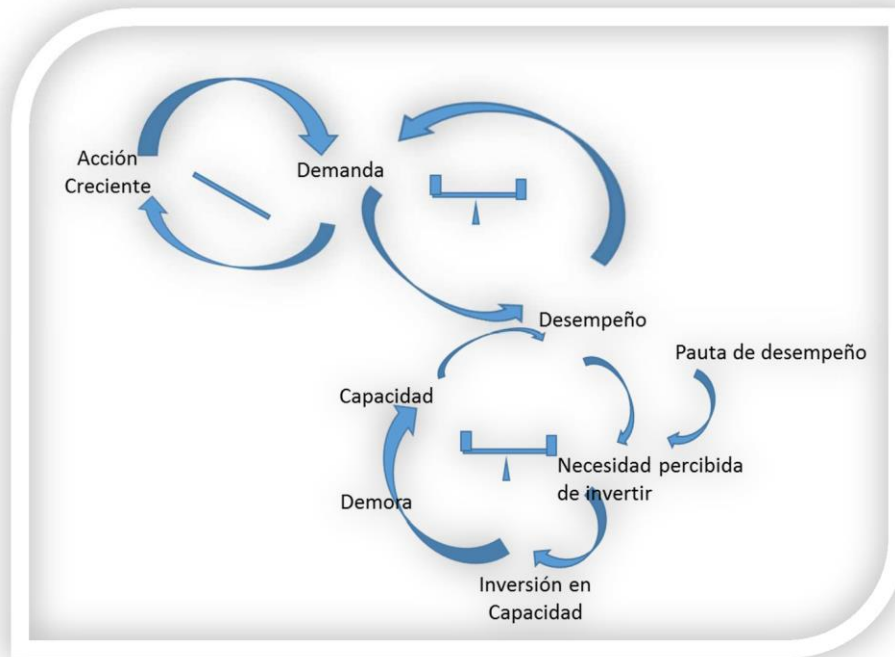 Acción
Creciente
Demanda
Desempeño
Pauta de desempeño
Capacidad
Necesidad percibida
de invertir
Demora
Inversión en
Capacidad